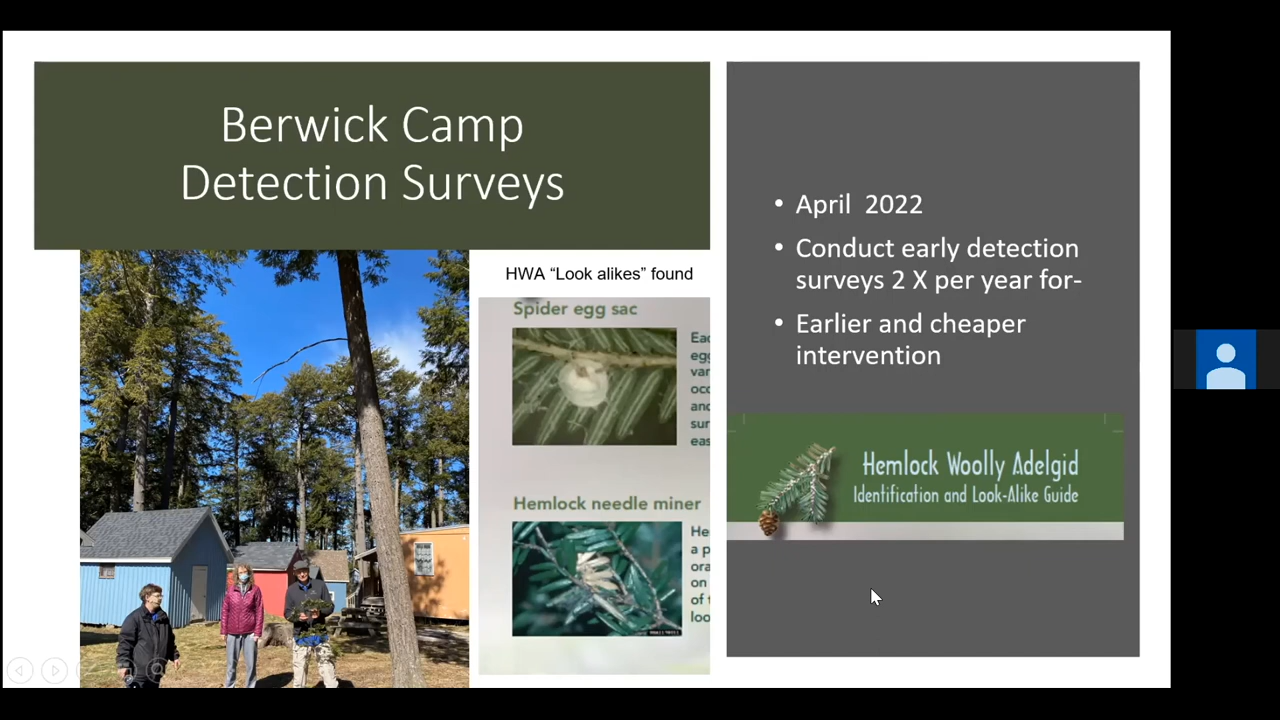 Berwick Camp
Detection Surveys
HWA “Look alikes” found
Spider egg sac
Hemlock needle miner
• April  2022
• Conduct early detection
surveys 2 X per year for-
• Earlier and cheaper
intervention
Hemlock Woolly Adelgid
Identification and Look-Alike Guide